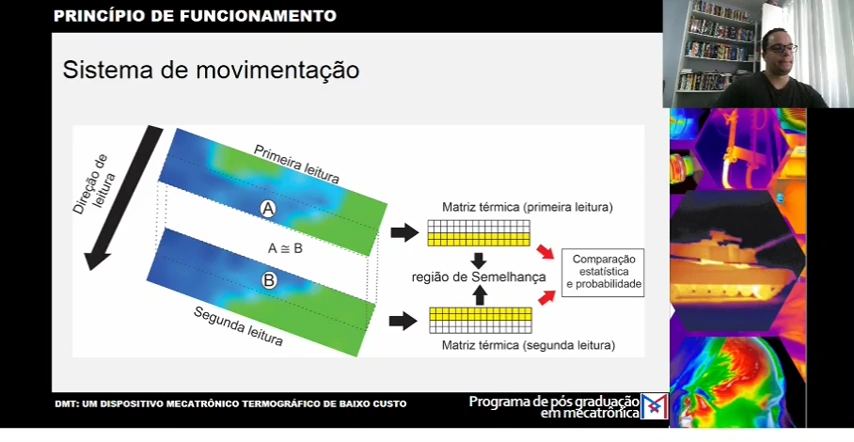 PRINCÍPIO DE FUNCIONAMENTO
Sistema de movimentação
Direção de
leitura
Primeira leitura
A
A ≅ B
B
Segunda leitura
Matriz térmica (primeira leitura)
região de Semelhança
Matriz térmica (segunda leitura)
Comparação
estatística
e probabilidade
DMT: UM DISPOSITIVO MECATRÔNICO TERMOGRÁFICO DE BAIXO CUSTO
Programa de pós graduação
em mecatrônica